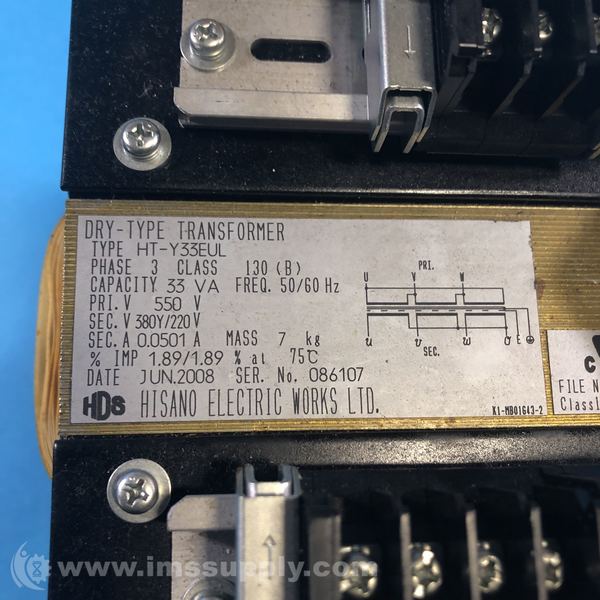 DRY-TYPE TRANSFORMER
TYPE HT-Y33EUL
PHASE 3 CLASS 130 (B)
CAPACITY 33 VA FREQ. 50/60 Hz
PRI. V 550 V
SEC. V 380Y/220 V
SEC. A 0.0501 A MASS 7 kg
% IMP 1.89/1.89 % at 75℃
DATE JUN.2008 SER. No. 086107
HDS HISANO ELECTRIC WORKS LTD.
PRI.
U V W
u v w o E
SEC.
K1-MB01643-2
C
FILE N
Class
www.imssupply.com